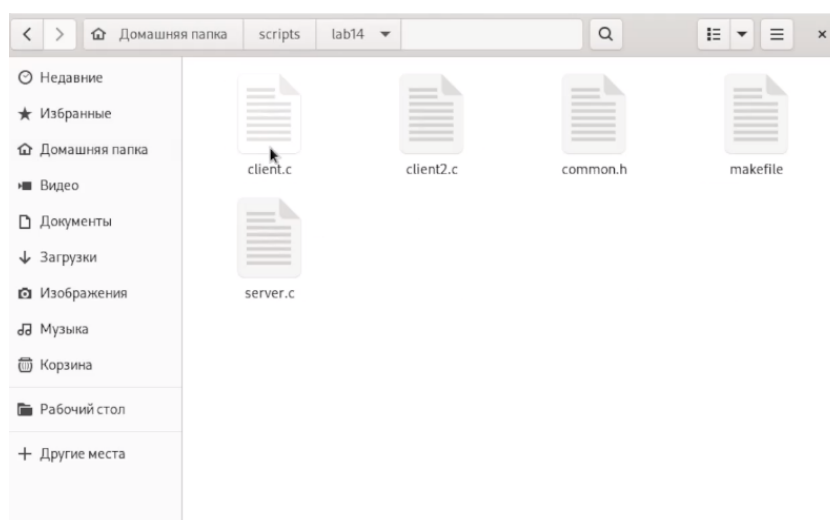 Домашняя папка scripts lab14
Недавние
Избранные
Домашняя папка
Видео
Документы
Загрузки
Изображения
Музыка
Корзина
Рабочий стол
Другие места
client.c client2.c common.h makefile
server.c